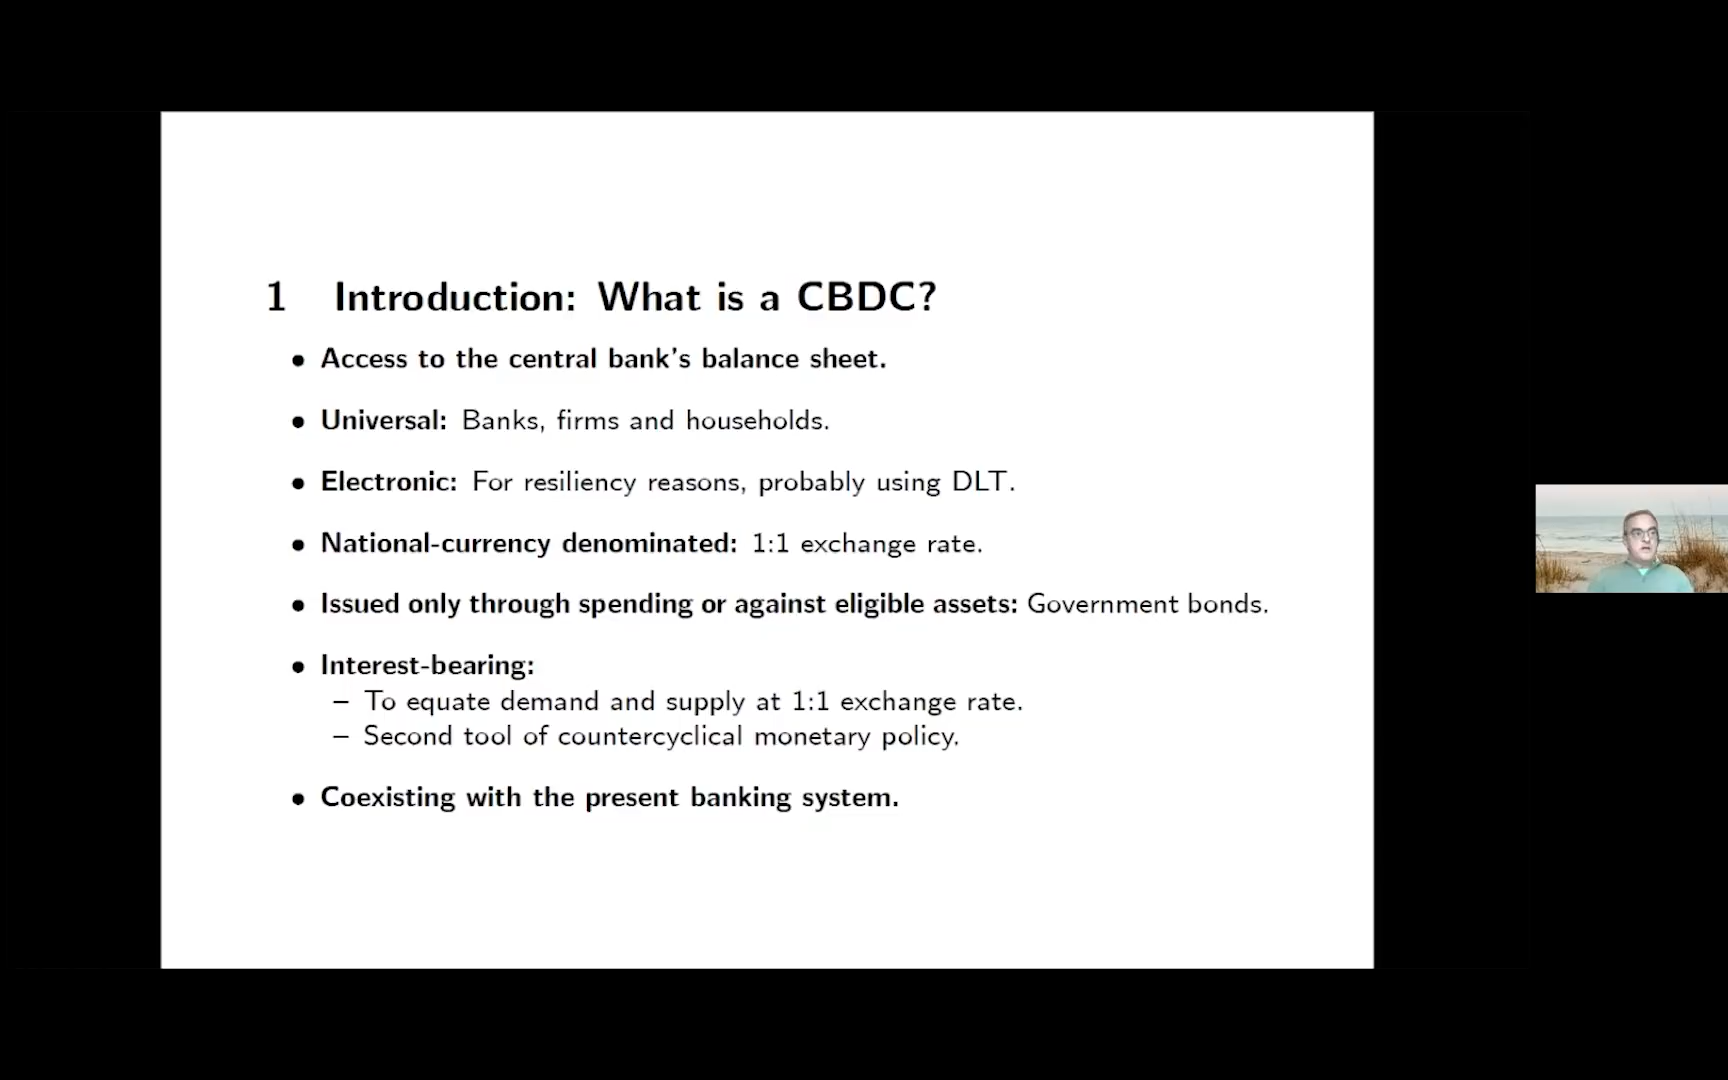 1 Introduction: What is a CBDC?
• Access to the central bank's balance sheet.
• Universal: Banks, firms and households.
• Electronic: For resiliency reasons, probably using DLT.
• National-currency denominated: 1:1 exchange rate.
• Issued only through spending or against eligible assets: Government bonds.
• Interest-bearing:
– To equate demand and supply at 1:1 exchange rate.
– Second tool of countercyclical monetary policy.
• Coexisting with the present banking system.